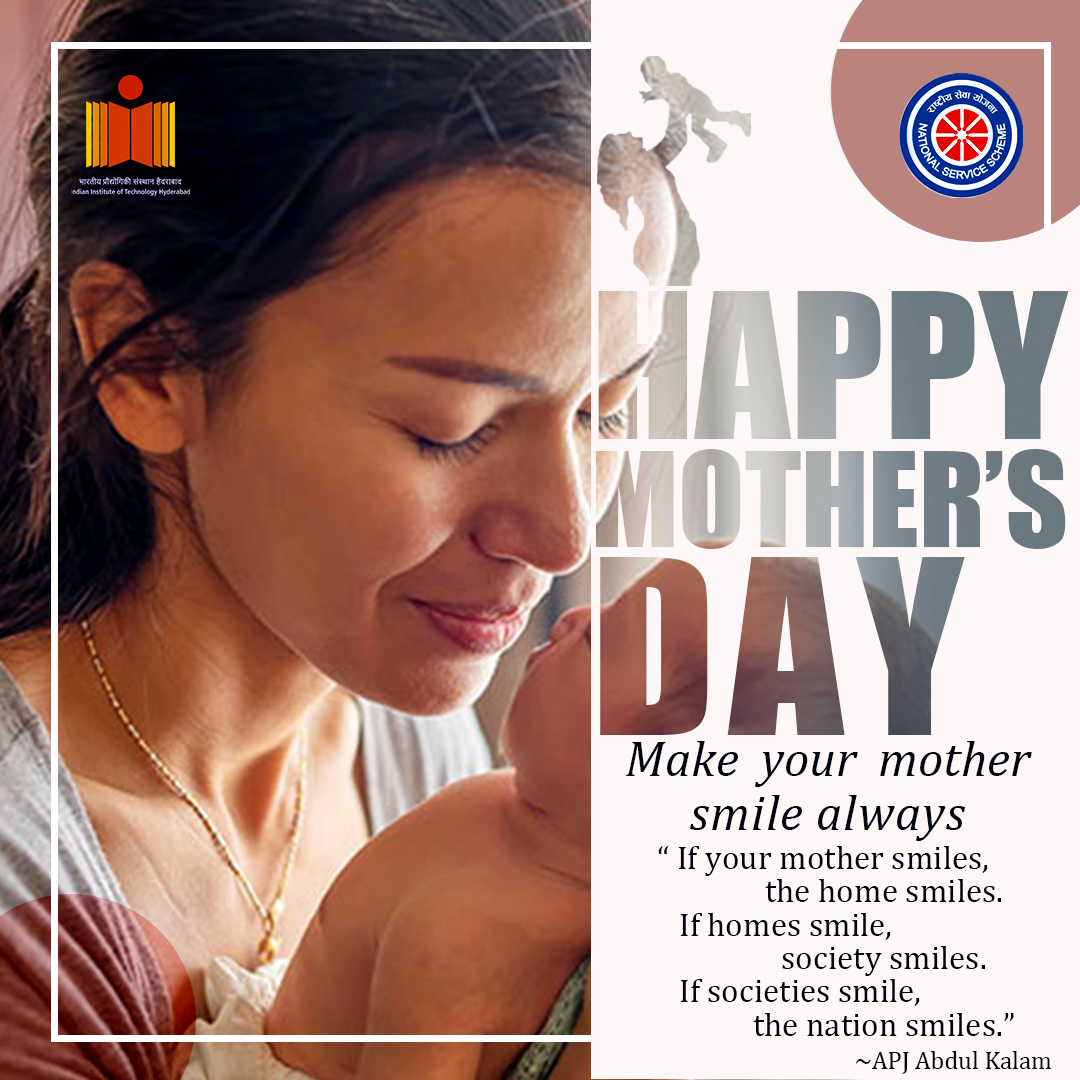 भारतीय प्रौद्योगिकी संस्थान हैदराबाद
Indian Institute of Technology Hyderabad
राष्ट्रीय सेवा योजना
NATIONAL SERVICE SCHEME
HAPPY
MOTHER’S
DAY
Make your mother
smile always
“ If your mother smiles,
the home smiles.
If homes smile,
society smiles.
If societies smile,
the nation smiles.”
~APJ Abdul Kalam